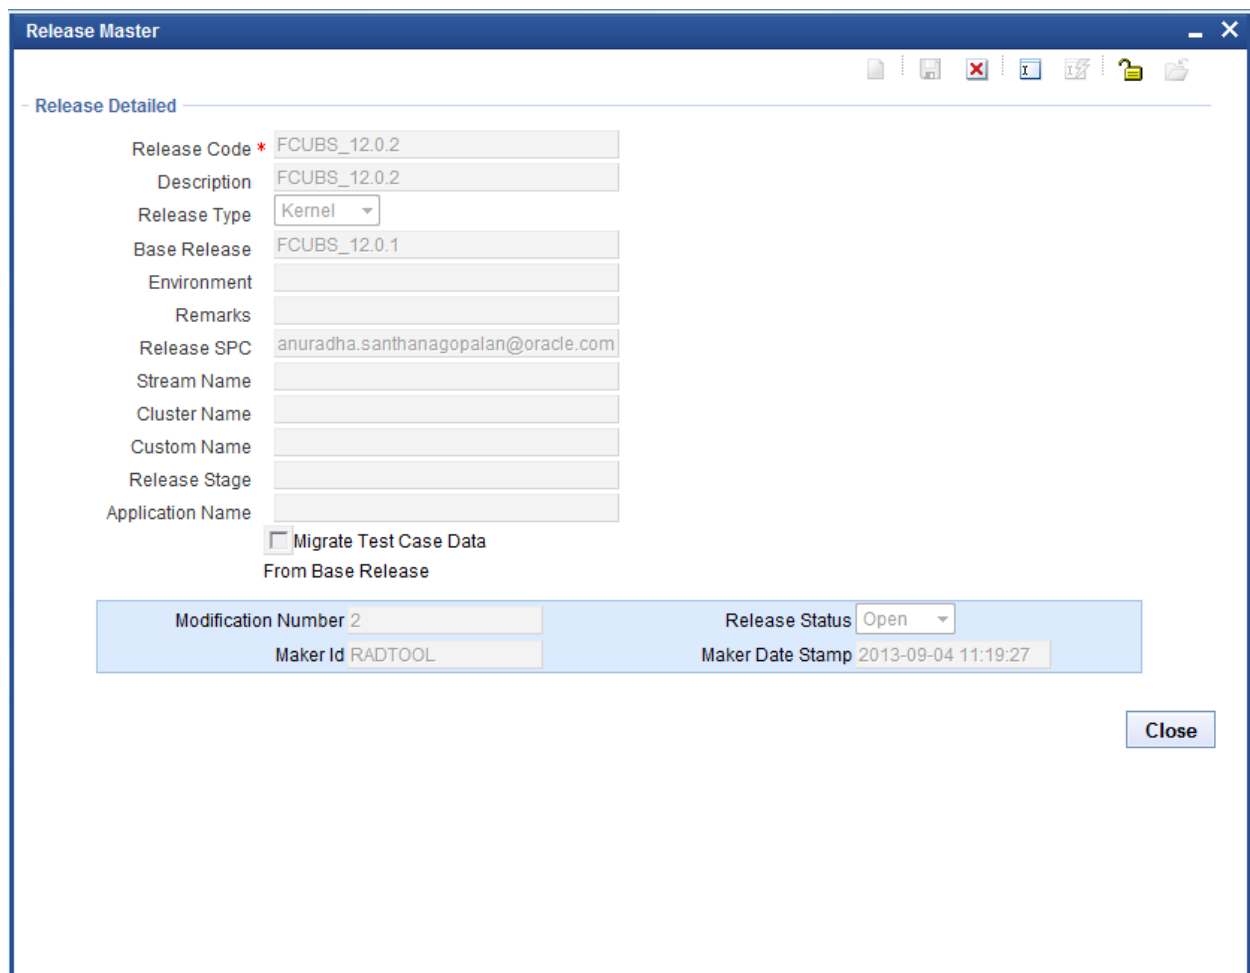 Release Master
Release Detailed
Release Code * FCUBS_12.0.2
Description FCUBS_12.0.2
Release Type Kernel
Base Release FCUBS_12.0.1
Environment
Remarks
Release SPC anuradha.santhanagopalan@oracle.com
Stream Name
Cluster Name
Custom Name
Release Stage
Application Name
Migrate Test Case Data
From Base Release
Modification Number 2 Release Status Open
Maker Id RADTOOL Maker Date Stamp 2013-09-04 11:19:27
Close